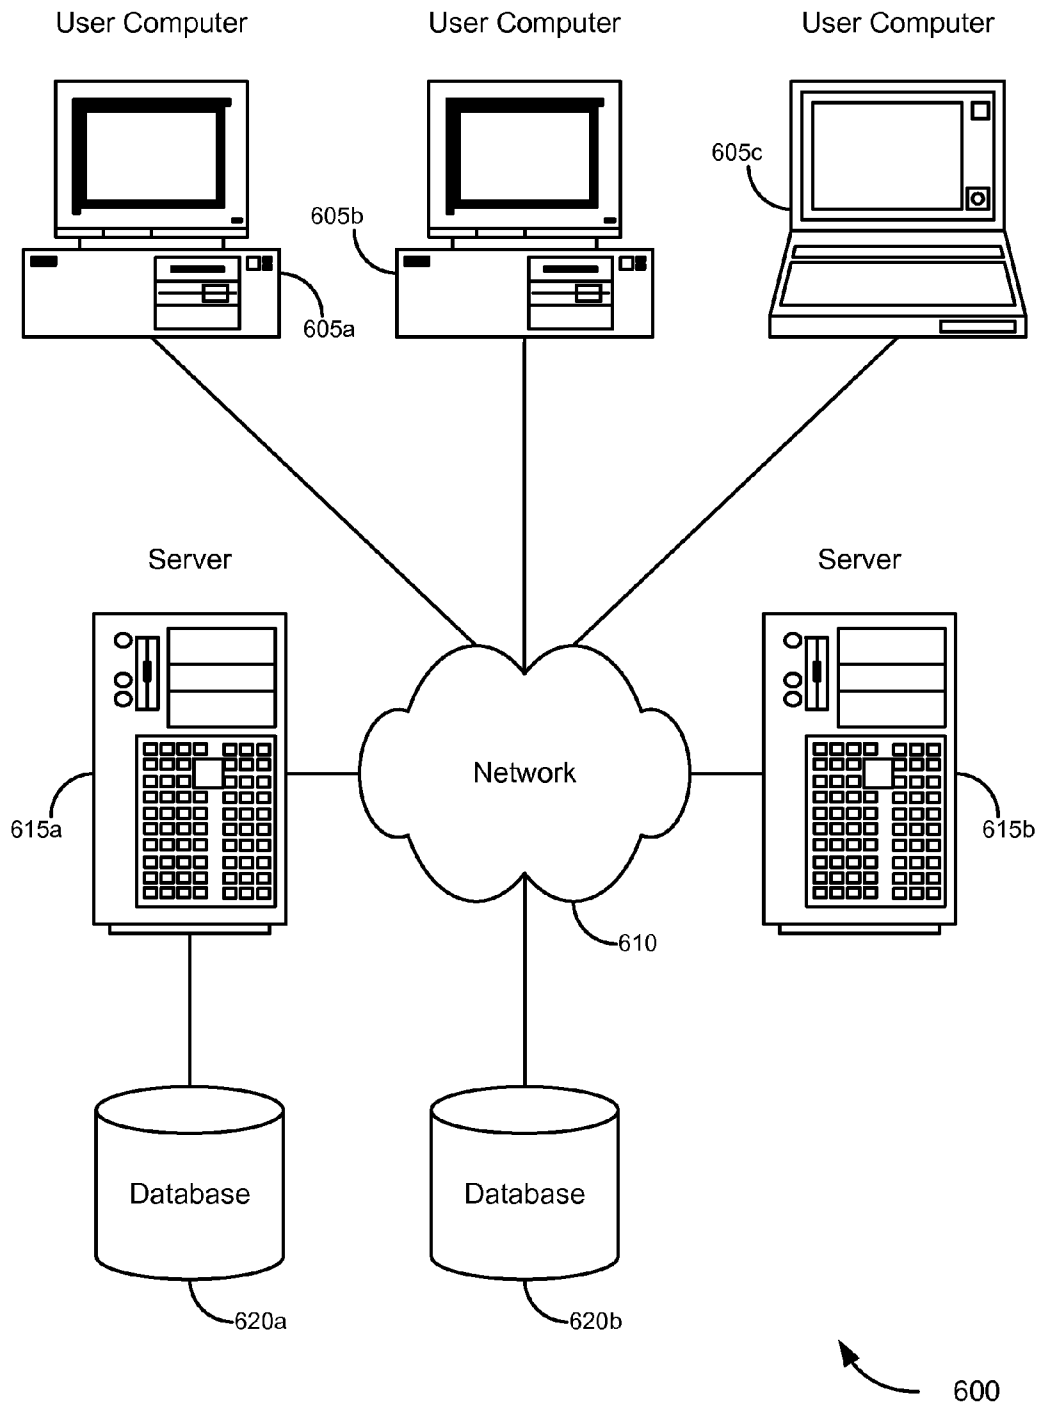 User Computer
User Computer
User Computer
605c
605b
605a
Server
Server
Network
615a
615b
610
Database
Database
620a
620b
600